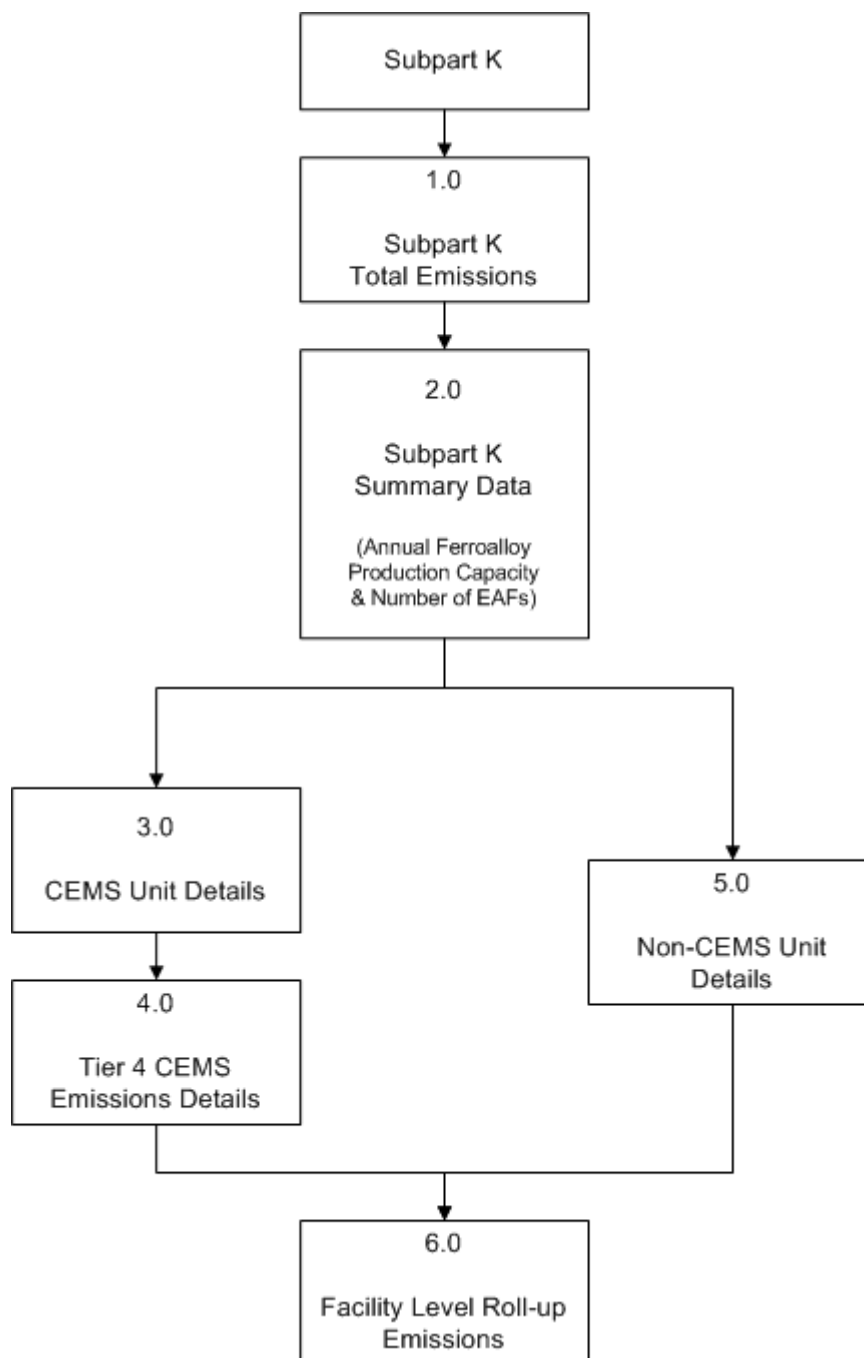 Subpart K
1.0
Subpart K
Total Emissions
2.0
Subpart K
Summary Data
(Annual Ferroalloy
Production Capacity
& Number of EAFs)
3.0
CEMS Unit Details
4.0
Tier 4 CEMS
Emissions Details
5.0
Non-CEMS Unit
Details
6.0
Facility Level Roll-up
Emissions